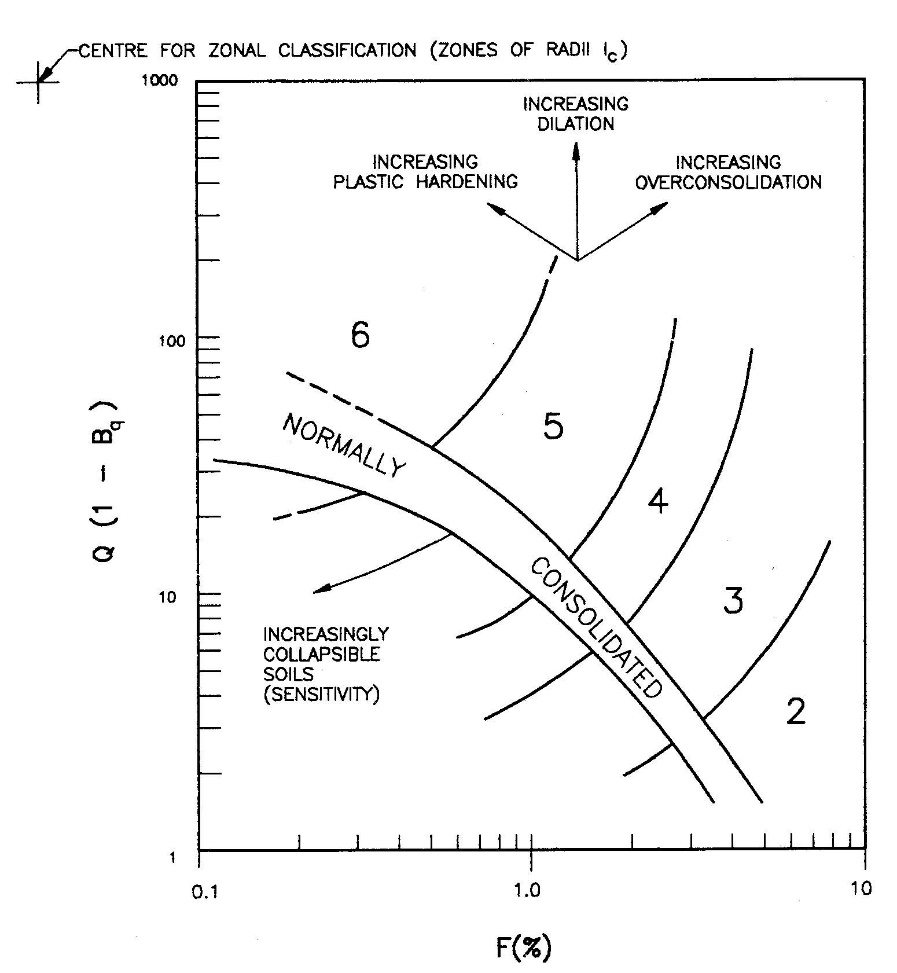 CENTRE FOR ZONAL CLASSIFICATION (ZONES OF RADII Ic)
1000
INCREASING
DILATION
INCREASING
PLASTIC HARDENING
INCREASING
OVERCONSOLIDATION
6
100
5
NORMALLY
4
Q (1 - Bq)
CONSOLIDATED
10
3
INCREASINGLY
COLLAPSIBLE
SOILS
(SENSITIVITY)
2
1
0.1
1.0
10
F(%)